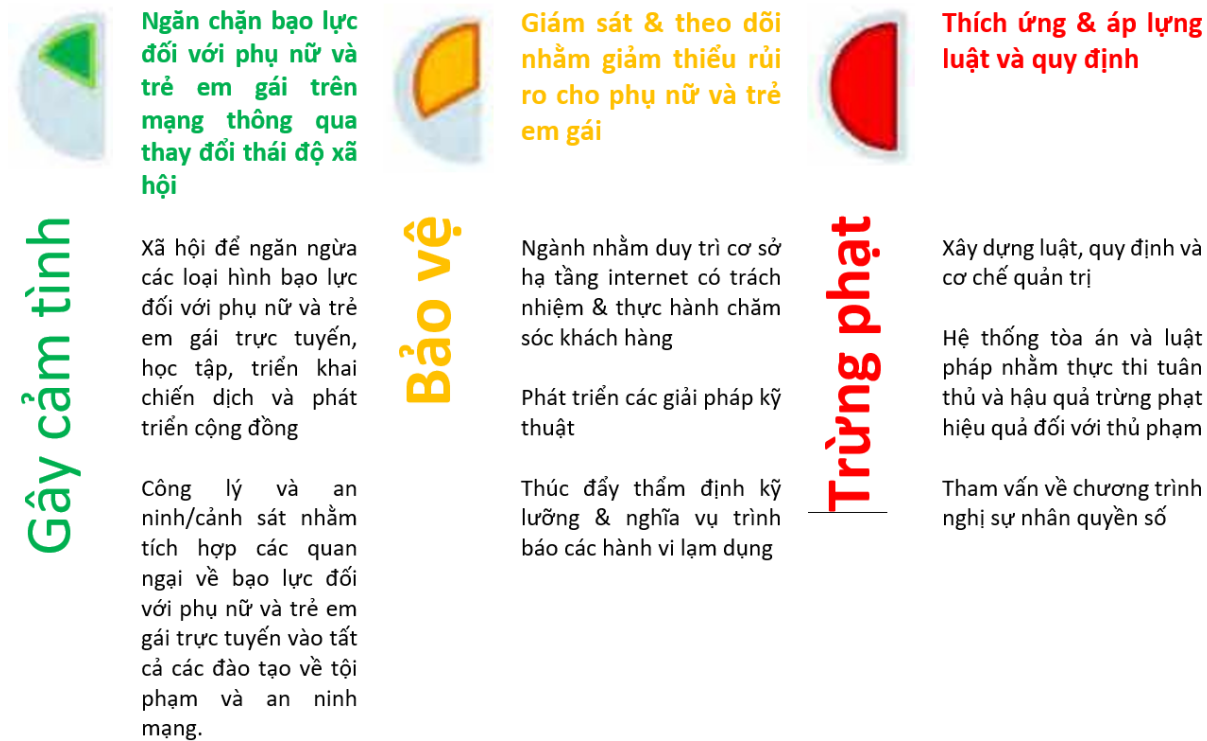 Ngăn chặn bạo lực
đối với phụ nữ và
trẻ em gái trên
mạng thông qua
thay đổi thái độ xã
hội
Gây cảm tình
Xã hội để ngăn ngừa
các loại hình bạo lực
đối với phụ nữ và trẻ
em gái trực tuyến,
học tập, triển khai
chiến dịch và phát
triển cộng đồng
Công lý và an
ninh/cảnh sát nhằm
tích hợp các quan
ngại về bạo lực đối
với phụ nữ và trẻ em
gái trực tuyến vào tất
cả các đào tạo về tội
phạm và an ninh
mạng.
Giám sát & theo dõi
nhằm giảm thiểu rủi
ro cho phụ nữ và trẻ
em gái
Bảo vệ
Ngành nhằm duy trì cơ sở
hạ tầng internet có trách
nhiệm & thực hành chăm
sóc khách hàng
Phát triển các giải pháp kỹ
thuật
Thúc đẩy thẩm định kỹ
lưỡng & nghĩa vụ trình
báo các hành vi lạm dụng
Thích ứng & áp lựng
luật và quy định
Trừng phạt
Xây dựng luật, quy định và
cơ chế quản trị
Hệ thống tòa án và luật
pháp nhằm thực thi tuân
thủ và hậu quả trừng phạt
hiệu quả đối với thủ phạm
Tham vấn về chương trình
nghị sự nhân quyền số